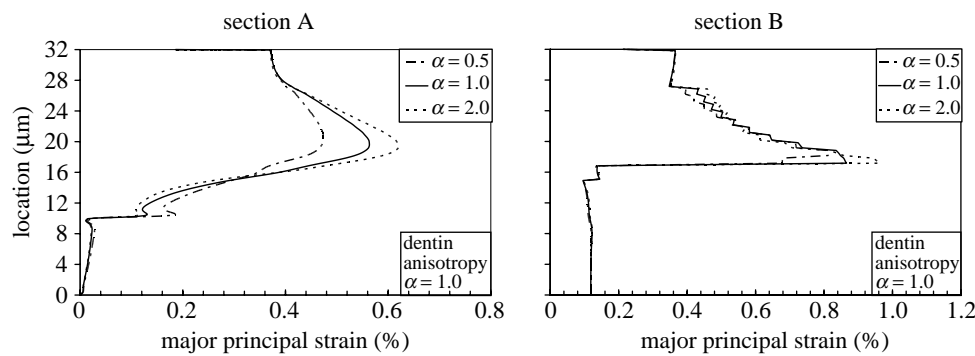 section A
section B
location (μm)
32
28
24
20
16
12
8
4
0
α = 0.5
α = 1.0
α = 2.0
dentin
anisotropy
α = 1.0
0
0.2
0.4
0.6
0.8
major principal strain (%)
α = 0.5
α = 1.0
α = 2.0
dentin
anisotropy
α = 1.0
0
0.2
0.4
0.6
0.8
1.0
1.2
major principal strain (%)